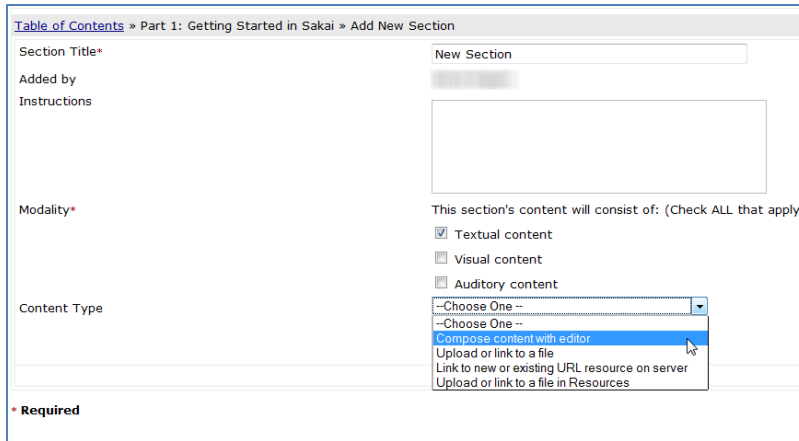 Table of Contents » Part 1: Getting Started in Sakai » Add New Section
Section Title* New Section
Added by
Instructions
Modality* This section's content will consist of: (Check ALL that apply
Textual content
Visual content
Auditory content
Content Type --Choose One --
--Choose One --
Compose content with editor
Upload or link to a file
Link to new or existing URL resource on server
Upload or link to a file in Resources
* Required